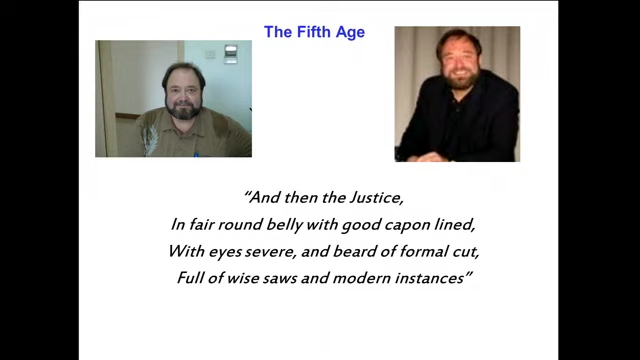 The Fifth Age
“And then the Justice,
In fair round belly with good capon lined,
With eyes severe, and beard of formal cut,
Full of wise saws and modern instances”